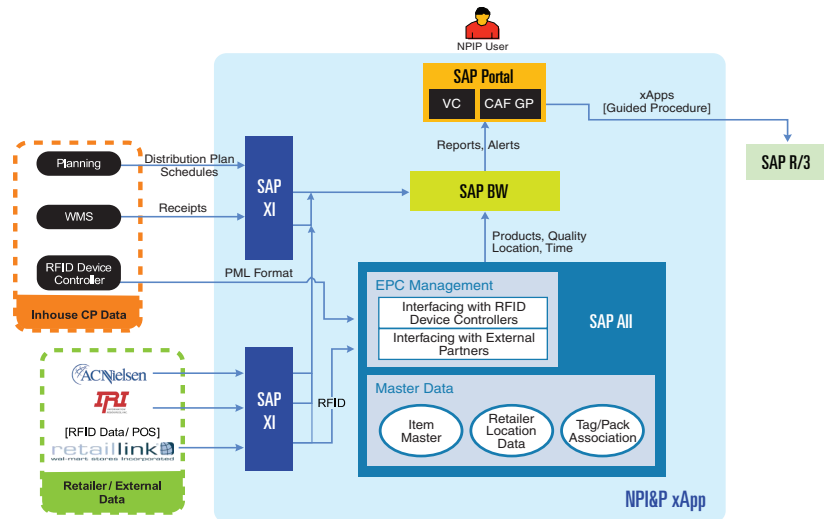 NPIP User
SAP Portal
VC
CAF GP
xApps
[Guided Procedure]
SAP R/3
Reports, Alerts
Planning
Distribution Plan
Schedules
SAP
XI
SAP BW
WMS
Receipts
Products, Quality
Location, Time
RFID Device
Controller
PML Format
Inhouse CP Data
EPC Management
Interfacing with RFID
Device Controllers
Interfacing with External
Partners
SAP AII
ACNielsen
IRI
[RFID Data/ POS]
retaillink
wal-mart stores incorporated
Retailer / External
Data
SAP
XI
RFID
Master Data
Item
Master
Retailer
Location
Data
Tag/Pack
Association
NPI&P xApp